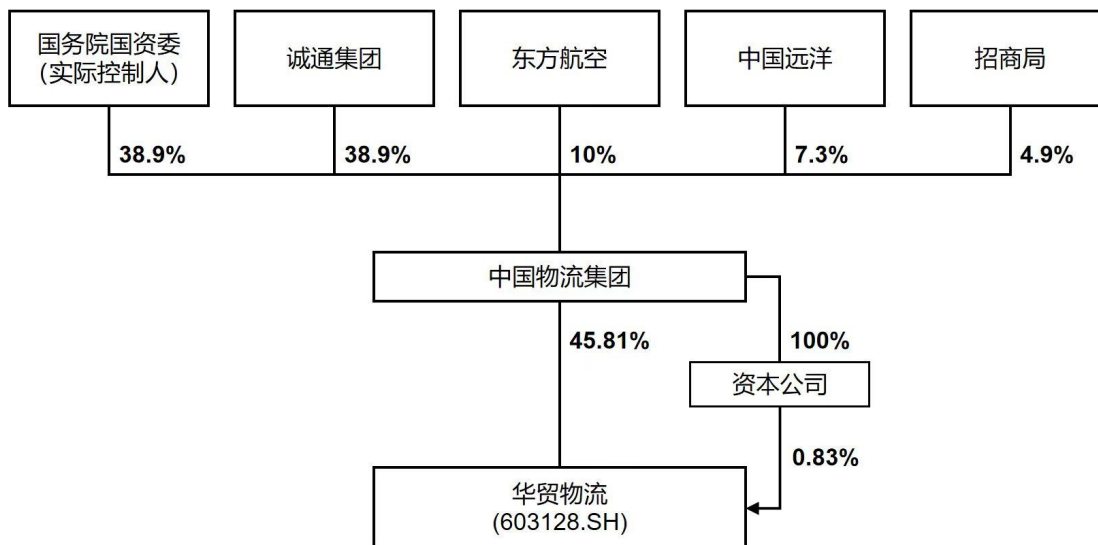 国务院国资委
（实际控制人）
诚通集团
东方航空
中国远洋
招商局
38.9%
38.9%
10%
7.3%
4.9%
中国物流集团
45.81%
100%
资本公司
0.83%
华贸物流
(603128.SH)